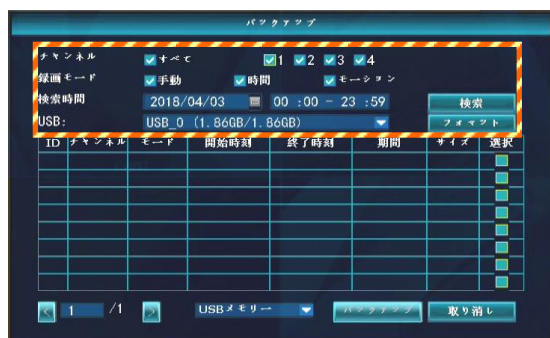 バックアップ
チャンネル すべて 1 2 3 4
録画モード 手動 時間 モーション
検索時間 2018/04/03 00 :00 - 23 :59 検索
USB: USB_0 (1.86GB/1.86GB) フォーマット
ID チャンネル モード 開始時刻 終了時刻 期間 サイズ 選択
< 1 /1 > USBメモリー バックアップ 取り消し